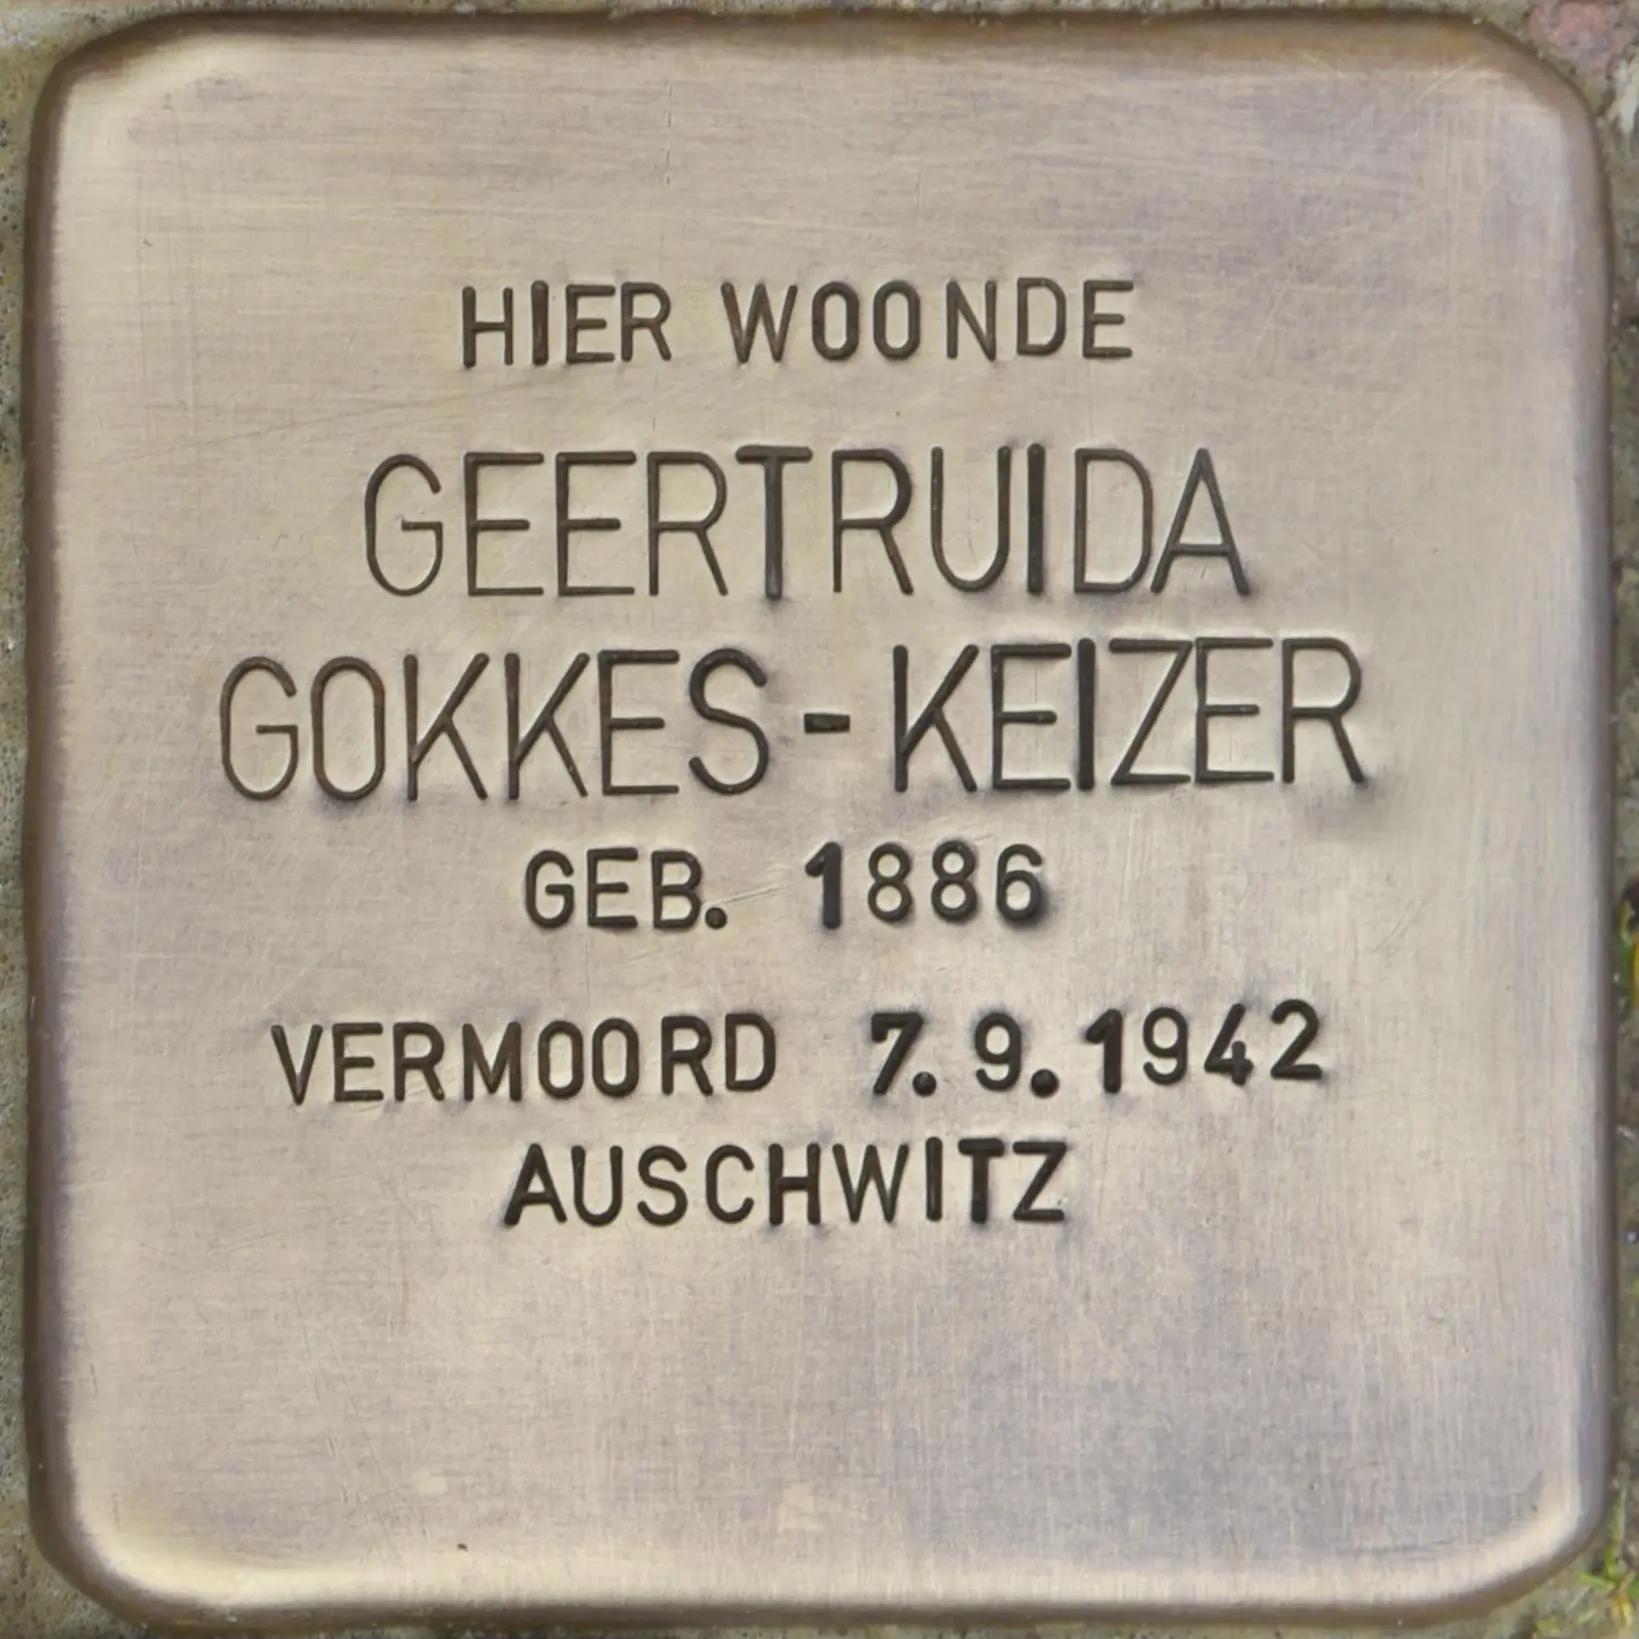 HIER WOONDE
GEERTRUIDA
GOKKES-KEIZER
GEB. 1886
VERMOORD 7.9.1942
AUSCHWITZ